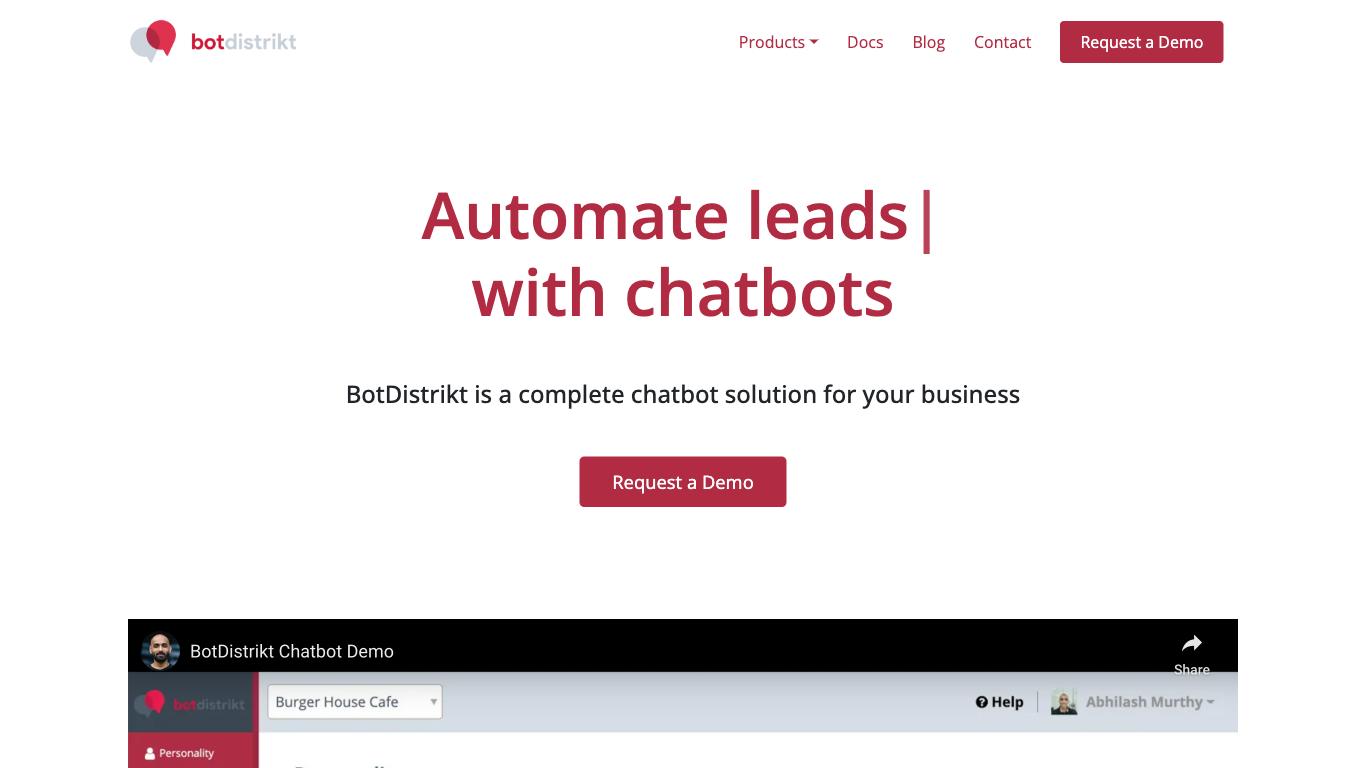 botdistrikt
Products Docs Blog Contact Request a Demo
Automate leads|
with chatbots
BotDistrikt is a complete chatbot solution for your business
Request a Demo
BotDistrikt Chatbot Demo
Share
botdistrikt Burger House Cafe Help Abhilash Murthy
Personality